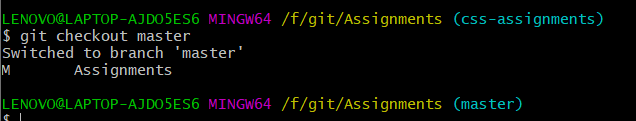 LENOVO@LAPTOP-AJDO5ES6 MINGW64 /f/git/Assignments (css-assignments)
$ git checkout master
Switched to branch 'master'
M       Assignments
LENOVO@LAPTOP-AJDO5ES6 MINGW64 /f/git/Assignments (master)
$